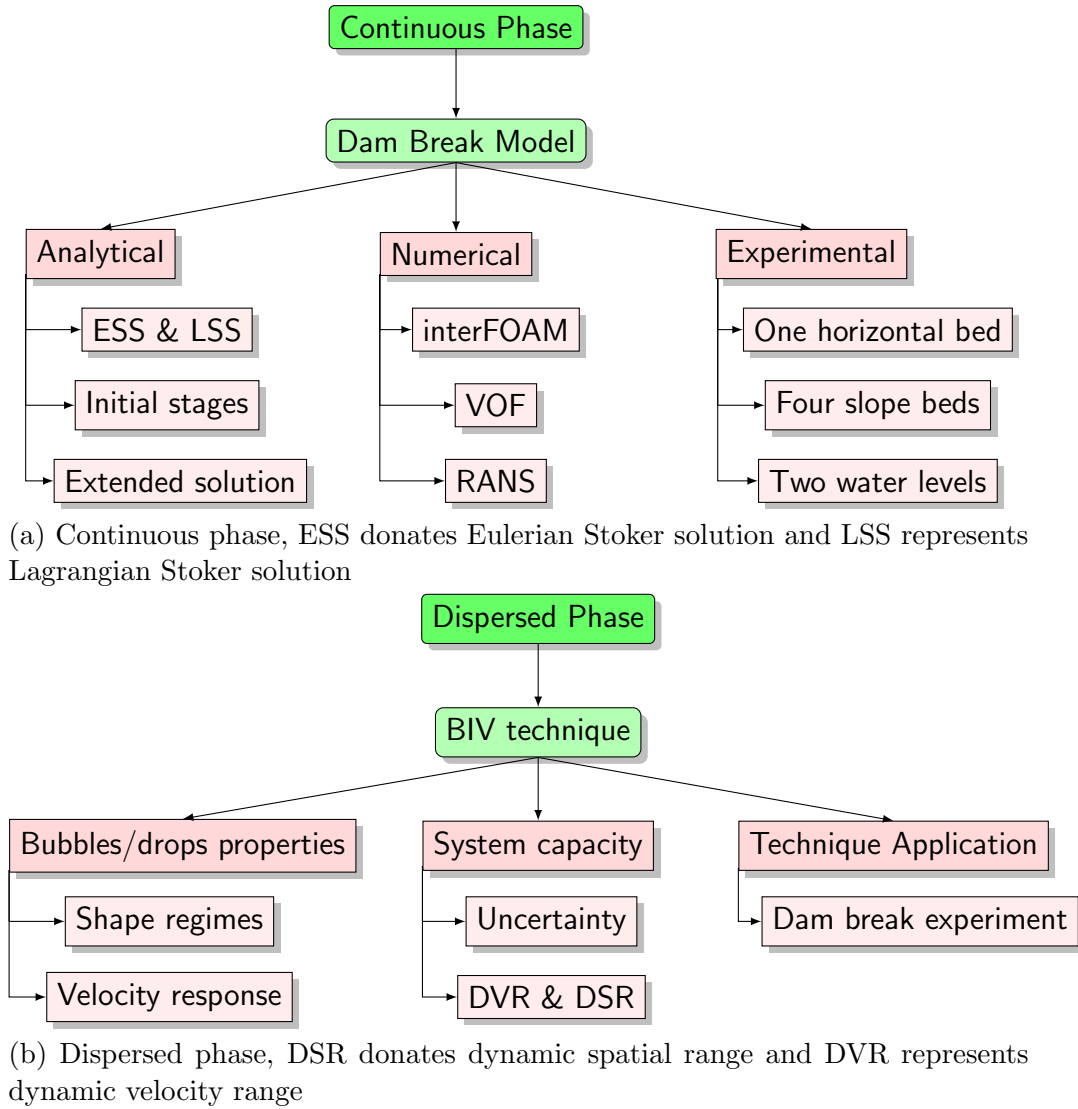 Continuous Phase
Dam Break Model
Analytical
Numerical
Experimental
ESS & LSS
interFOAM
One horizontal bed
Initial stages
VOF
Four slope beds
Extended solution
RANS
Two water levels
(a) Continuous phase, ESS donates Eulerian Stoker solution and LSS represents
Lagrangian Stoker solution
Dispersed Phase
BIV technique
Bubbles/drops properties
System capacity
Technique Application
Shape regimes
Uncertainty
Dam break experiment
Velocity response
DVR & DSR
(b) Dispersed phase, DSR donates dynamic spatial range and DVR represents
dynamic velocity range